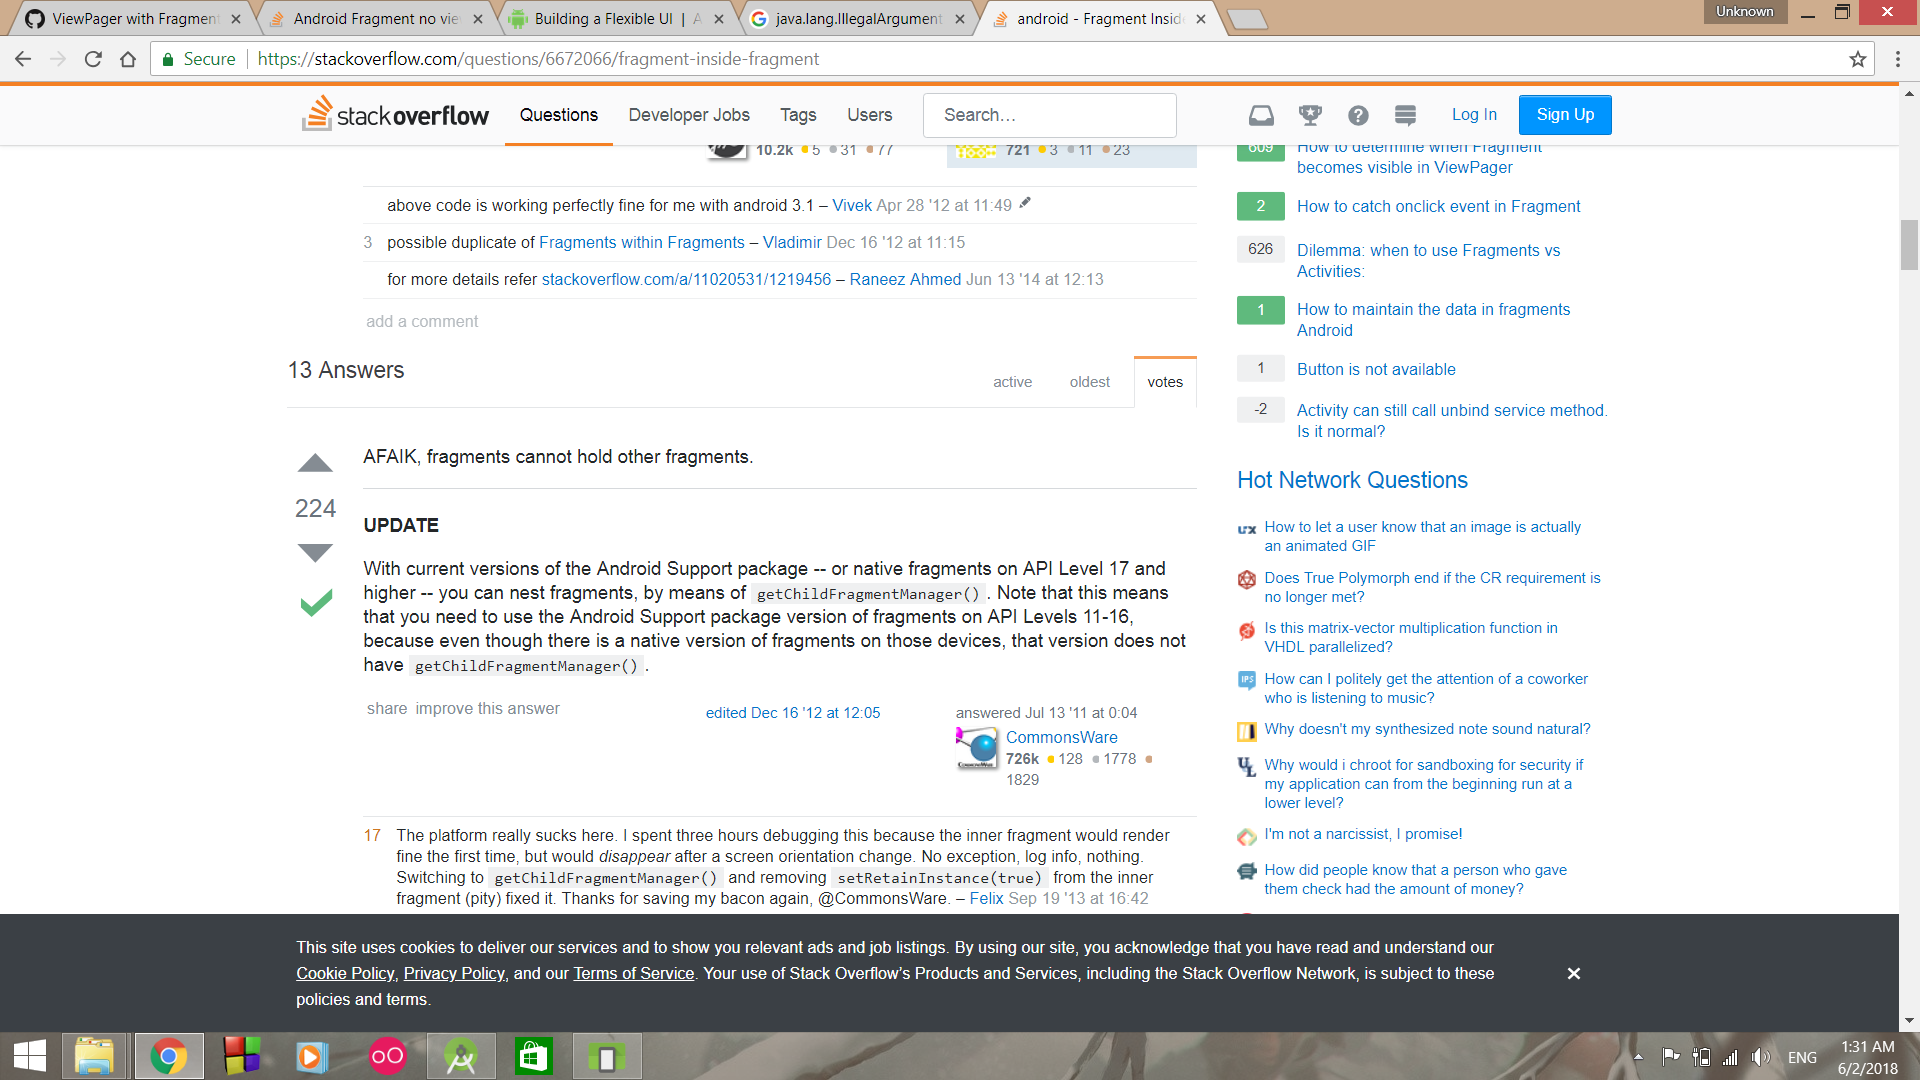 ViewPager with Fragment
Android Fragment no vie
Building a Flexible UI | A
java.lang.IllegalArgument
android - Fragment Insid
Unknown
Secure
https://stackoverflow.com/questions/6672066/fragment-inside-fragment
stackoverflow
Questions
Developer Jobs
Tags
Users
Search...
Log In
Sign Up
10.2k 5 31 77
721 3 11 23
above code is working perfectly fine for me with android 3.1 – Vivek Apr 28 '12 at 11:49
3 possible duplicate of Fragments within Fragments – Vladimir Dec 16 '12 at 11:15
for more details refer stackoverflow.com/a/11020531/1219456 – Raneez Ahmed Jun 13 '14 at 12:13
add a comment
13 Answers
active
oldest
votes
224
AFAIK, fragments cannot hold other fragments.
UPDATE
With current versions of the Android Support package -- or native fragments on API Level 17 and
higher -- you can nest fragments, by means of getChildFragmentManager() . Note that this means
that you need to use the Android Support package version of fragments on API Levels 11-16,
because even though there is a native version of fragments on those devices, that version does not
have getChildFragmentManager() .
share improve this answer
edited Dec 16 '12 at 12:05
answered Jul 13 '11 at 0:04
CommonsWare
726k 128 1778
1829
17 The platform really sucks here. I spent three hours debugging this because the inner fragment would render
fine the first time, but would disappear after a screen orientation change. No exception, log info, nothing.
Switching to getChildFragmentManager() and removing setRetainInstance(true) from the inner
fragment (pity) fixed it. Thanks for saving my bacon again, @CommonsWare. – Felix Sep 19 '13 at 16:42
609 How to determine when Fragment
becomes visible in ViewPager
2 How to catch onclick event in Fragment
626 Dilemma: when to use Fragments vs
Activities:
1 How to maintain the data in fragments
Android
1 Button is not available
-2 Activity can still call unbind service method.
Is it normal?
Hot Network Questions
How to let a user know that an image is actually
an animated GIF
Does True Polymorph end if the CR requirement is
no longer met?
Is this matrix-vector multiplication function in
VHDL parallelized?
How can I politely get the attention of a coworker
who is listening to music?
Why doesn't my synthesized note sound natural?
Why would i chroot for sandboxing for security if
my application can from the beginning run at a
lower level?
I'm not a narcissist, I promise!
How did people know that a person who gave
them check had the amount of money?
This site uses cookies to deliver our services and to show you relevant ads and job listings. By using our site, you acknowledge that you have read and understand our
Cookie Policy, Privacy Policy, and our Terms of Service. Your use of Stack Overflow's Products and Services, including the Stack Overflow Network, is subject to these
policies and terms.
ENG
1:31 AM
6/2/2018